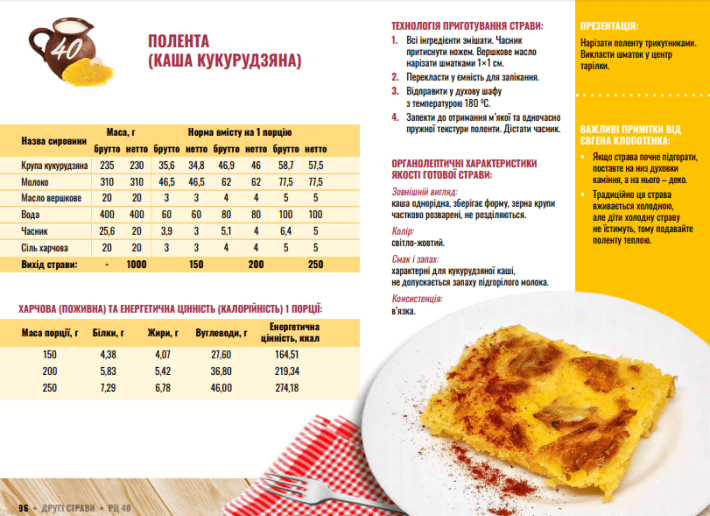 40
ПОЛЕНТА
(КАША КУКУРУДЗЯНА)
Назва сировини Маса, г Норма вмісту на 1 порцію
брутто нетто брутто нетто брутто нетто брутто нетто
Крупа кукурудзяна 235 230 35,6 34,8 46,9 46 58,7 57,5
Молоко 310 310 46,5 46,5 62 62 77,5 77,5
Масло вершкове 20 20 3 3 4 4 5 5
Вода 400 400 60 60 80 80 100 100
Часник 25,6 20 3,9 3 5,1 4 6,4 5
Сіль харчова 20 20 3 3 4 4 5 5
Вихід страви: - 1000 150 200 250
ХАРЧОВА (ПОЖИВНА) ТА ЕНЕРГЕТИЧНА ЦІННІСТЬ (КАЛОРІЙНІСТЬ) 1 ПОРЦІЇ:
Маса порції, г Білки, г Жири, г Вуглеводи, г Енергетична
цінність, ккал
150 4,38 4,07 27,60 164,51
200 5,83 5,42 36,80 219,34
250 7,29 6,78 46,00 274,18
96 • ДРУГІ СТРАВИ • РЦ 40
ТЕХНОЛОГІЯ ПРИГОТУВАННЯ СТРАВИ:
1. Всі інгредієнти змішати. Часник
притиснути ножем. Вершкове масло
нарізати шматками 1×1 см.
2. Перекласти у ємність для запікання.
3. Відправити у духову шафу
з температурою 180 °С.
4. Запекти до отримання м’якої та одночасно
пружної текстури поленти. Дістати часник.
ОРГАНОЛЕПТИЧНІ ХАРАКТЕРИСТИКИ
ЯКОСТІ ГОТОВОЇ СТРАВИ:
Зовнішній вигляд:
каша однорідна, зберігає форму, зерна крупи
частково розварені, не розділяються.
Колір:
світло-жовтий.
Смак і запах:
характерні для кукурудзяної каші,
не допускається запаху підгорілого молока.
Консистенція:
в’язка.
ПРЕЗЕНТАЦІЯ:
Нарізати поленту трикутниками.
Викласти шматок у центр
тарілки.
ВАЖЛИВІ ПРИМІТКИ ВІД
ЄВГЕНА КЛОПОТЕНКА:
• Якщо страва почне підгорати,
поставте на низ духовки
каміння, а на нього – деко.
• Традиційно ця страва
вживається холодною,
але діти холодну страву
не їстимуть, тому подавайте
поленту теплою.